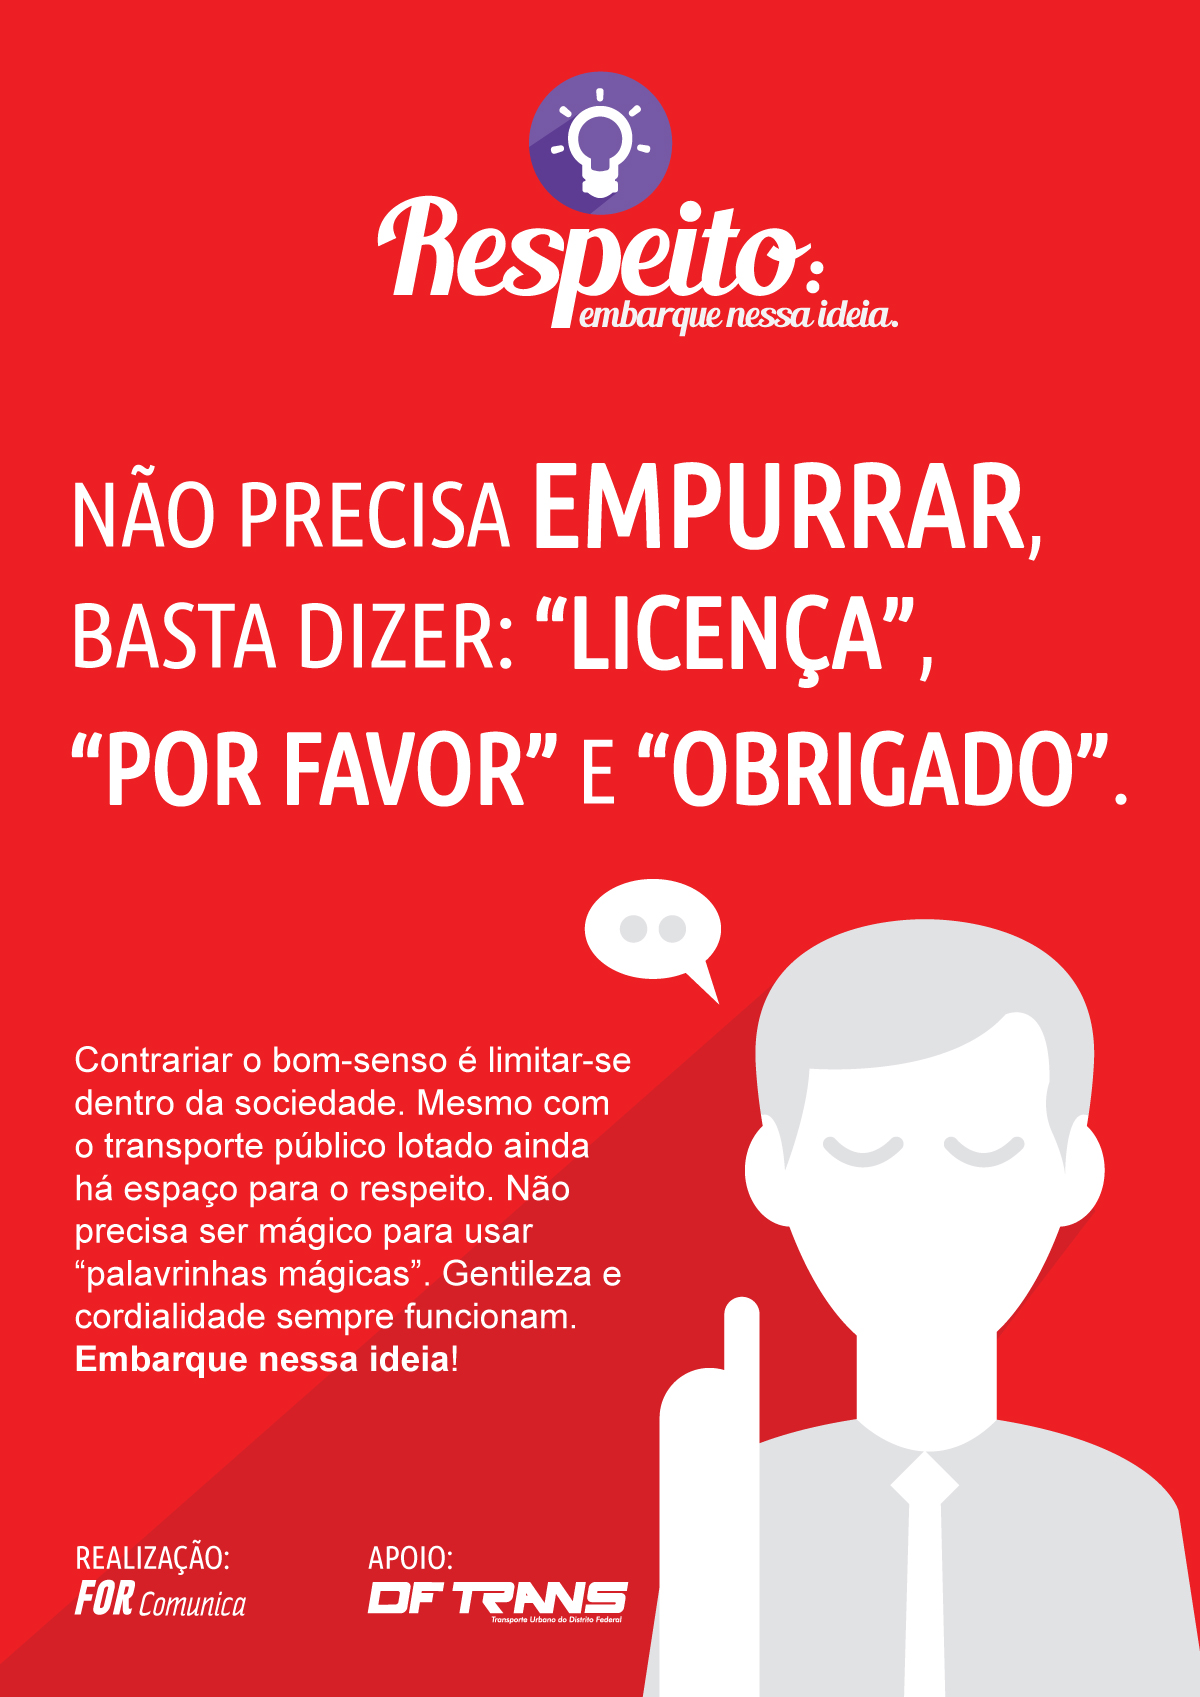 Respeito:
embarque nessa ideia.
NÃO PRECISA EMPURRAR,
BASTA DIZER: “LICENÇA”,
“POR FAVOR” E “OBRIGADO”.
Contrariar o bom-senso é limitar-se
dentro da sociedade. Mesmo com
o transporte público lotado ainda
há espaço para o respeito. Não
precisa ser mágico para usar
“palavrinhas mágicas”. Gentileza e
cordialidade sempre funcionam.
Embarque nessa ideia!
REALIZAÇÃO:
FOR Comunica
APOIO:
DF TRANS
Transporte Urbano do Distrito Federal